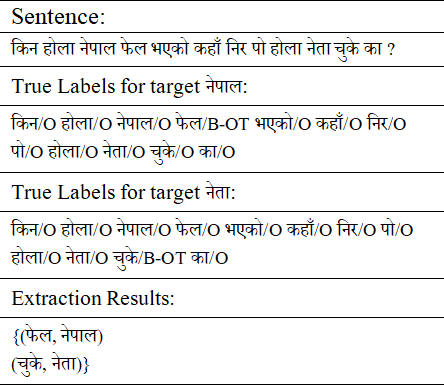 Sentence:
किन होला नेपाल फेल भएको कहाँ निर पो होला नेता चुके का ?
True Labels for target नेपाल:
किन/O होला/O नेपाल/O फेल/B-OT भएको/O कहाँ/O निर/O
पो/O होला/O नेता/O चुके/O का/O
True Labels for target नेता:
किन/O होला/O नेपाल/O फेल/O भएको/O कहाँ/O निर/O पो/O
होला/O नेता/O चुके/B-OT का/O
Extraction Results:
{(फेल, नेपाल)
(चुके, नेता)}